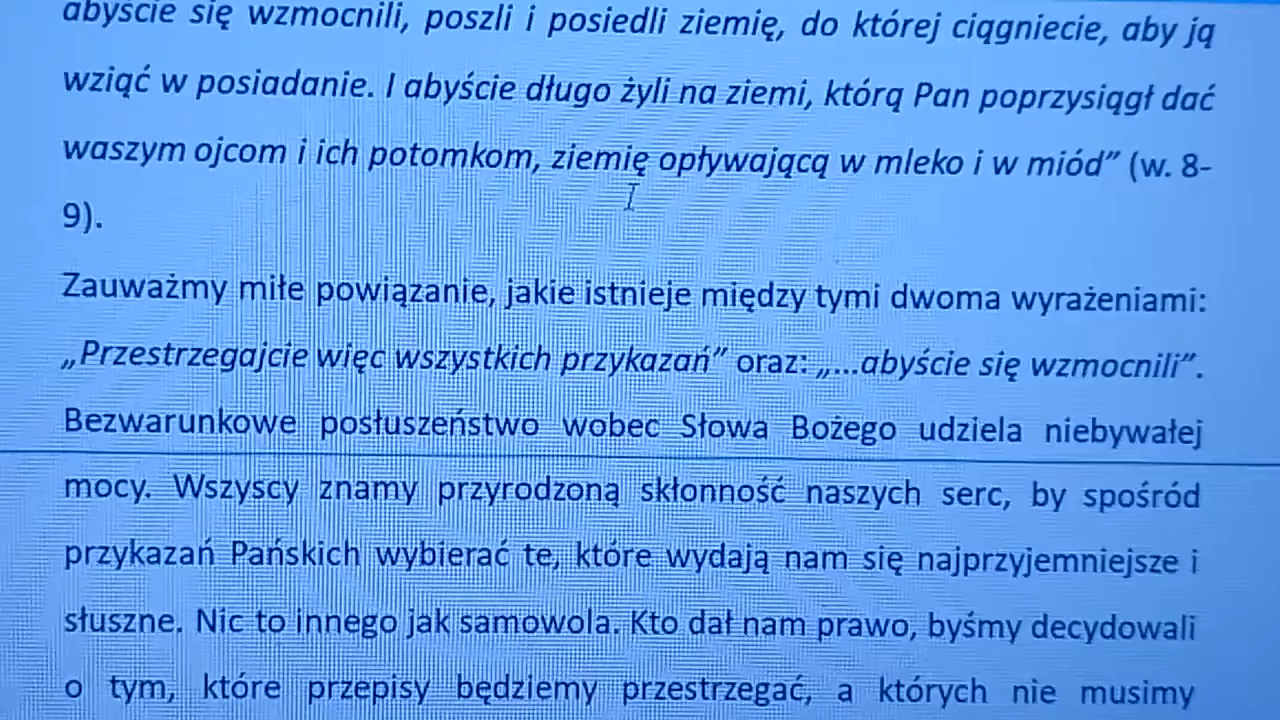 abyście się wzmocnili, poszli i posiedli ziemię, do której ciągniecie, aby ją
wziąć w posiadanie. I abyście długo żyli na ziemi, którą Pan poprzysiągł dać
waszym ojcom i ich potomkom, ziemię opływającą w mleko i w miód” (w. 8-
9).
Zauważmy miłe powiązanie, jakie istnieje między tymi dwoma wyrażeniami:
„Przestrzegajcie więc wszystkich przykazań” oraz: „...abyście się wzmocnili”.
Bezwarunkowe posłuszeństwo wobec Słowa Bożego udziela niebywałej
mocy. Wszyscy znamy przyrodzoną skłonność naszych serc, by spośród
przykazań Pańskich wybierać te, które wydają nam się najprzyjemniejsze i
słuszne. Nic to innego jak samowola. Kto dał nam prawo, byśmy decydowali
o tym, które przepisy będziemy przestrzegać, a których nie musimy